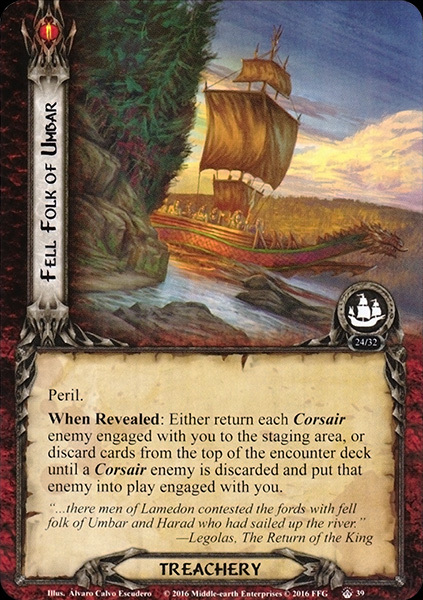 FELL FOLK OF UMBAR
24/32
Peril.
When Revealed: Either return each Corsair
enemy engaged with you to the staging area, or
discard cards from the top of the encounter deck
until a Corsair enemy is discarded and put that
enemy into play engaged with you.
“...there men of Lamedon contested the fords with fell
folk of Umbar and Harad who had sailed up the river.”
—Legolas, The Return of the King
TREACHERY
Illus. Alvaro Calvo Escudero © 2016 Middle-earth Enterprises © 2016 FFG 39